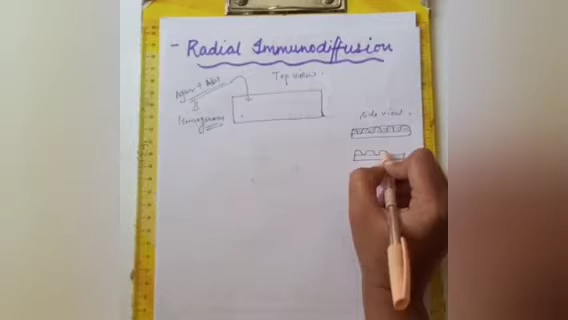 - Radial Immunodiffusion
Top view.
Agar + Ab
Homogenous
Side view.